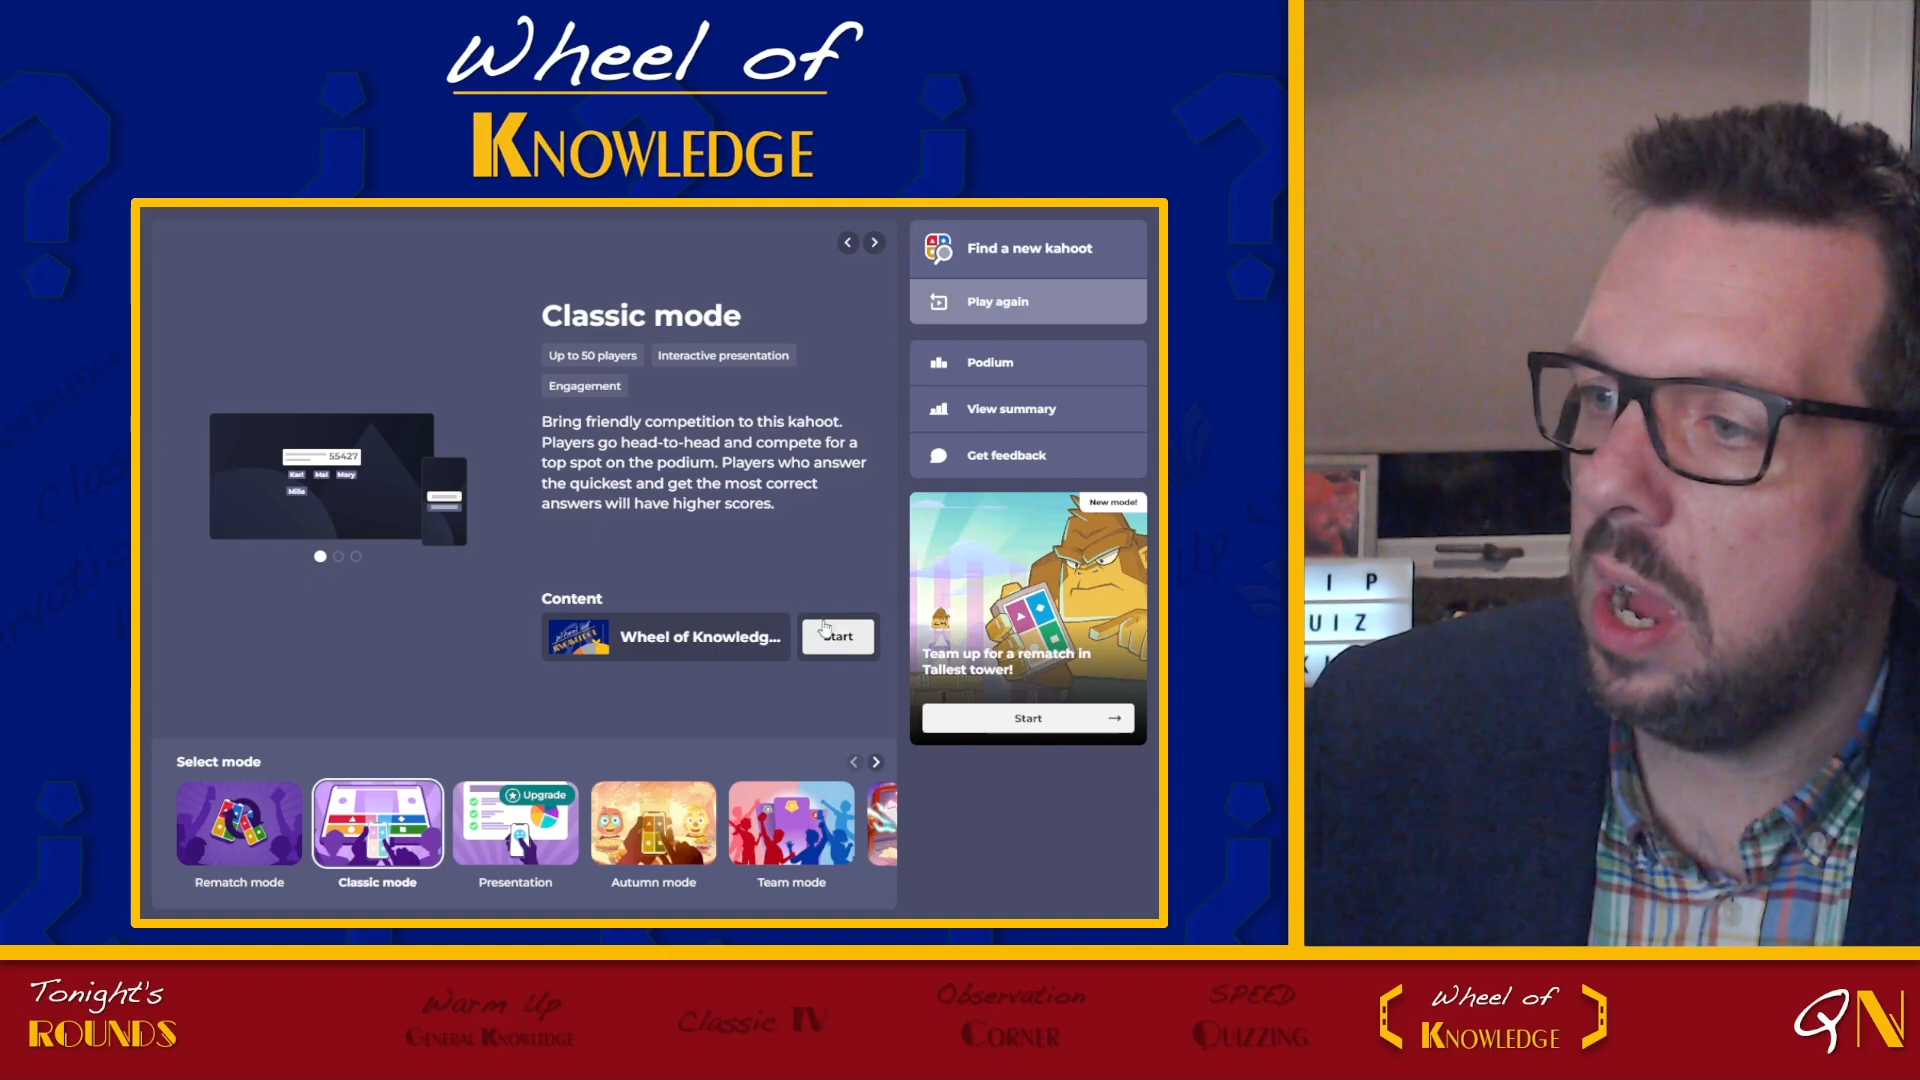 Wheel of
KNOWLEDGE
Find a new kahoot
Play again
Classic mode
Up to 50 players
Interactive presentation
Engagement
Podium
View summary
Get feedback
Bring friendly competition to this kahoot.
Players go head-to-head and compete for a
top spot on the podium. Players who answer
the quickest and get the most correct
answers will have higher scores.
55427
Karl
Mal
Mary
Mille
New mode!
Content
Wheel of Knowledg...
Team up for a rematch in
Tallest tower!
Start
Select mode
Upgrade
Rematch mode
Classic mode
Presentation
Autumn mode
Team mode
I P
U I Z
Tonight's
ROUNDS
Warm Up
GENERAL KNOWLEDGE
Classic TV
Observation
CORNER
SPEED
QUIZZING
Wheel of
KNOWLEDGE
QN